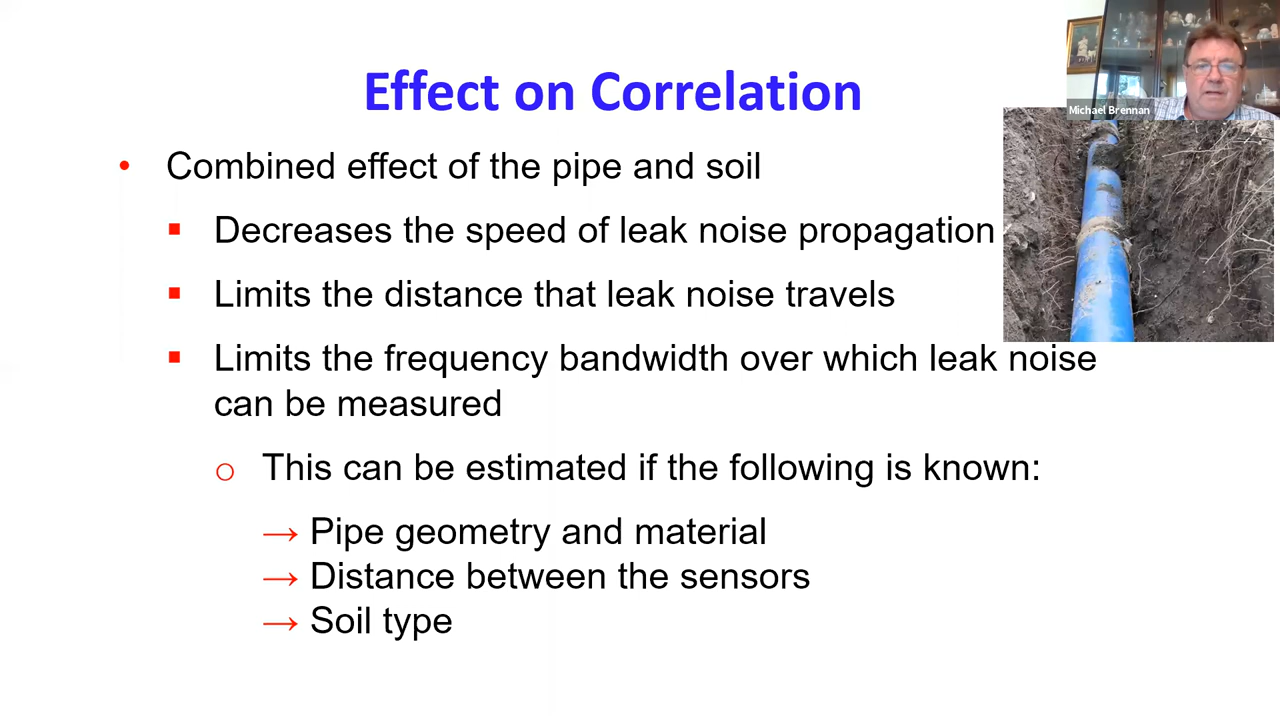 Effect on Correlation
Michael Brennan
• Combined effect of the pipe and soil
▪ Decreases the speed of leak noise propagation
▪ Limits the distance that leak noise travels
▪ Limits the frequency bandwidth over which leak noise
can be measured
o This can be estimated if the following is known:
→ Pipe geometry and material
→ Distance between the sensors
→ Soil type